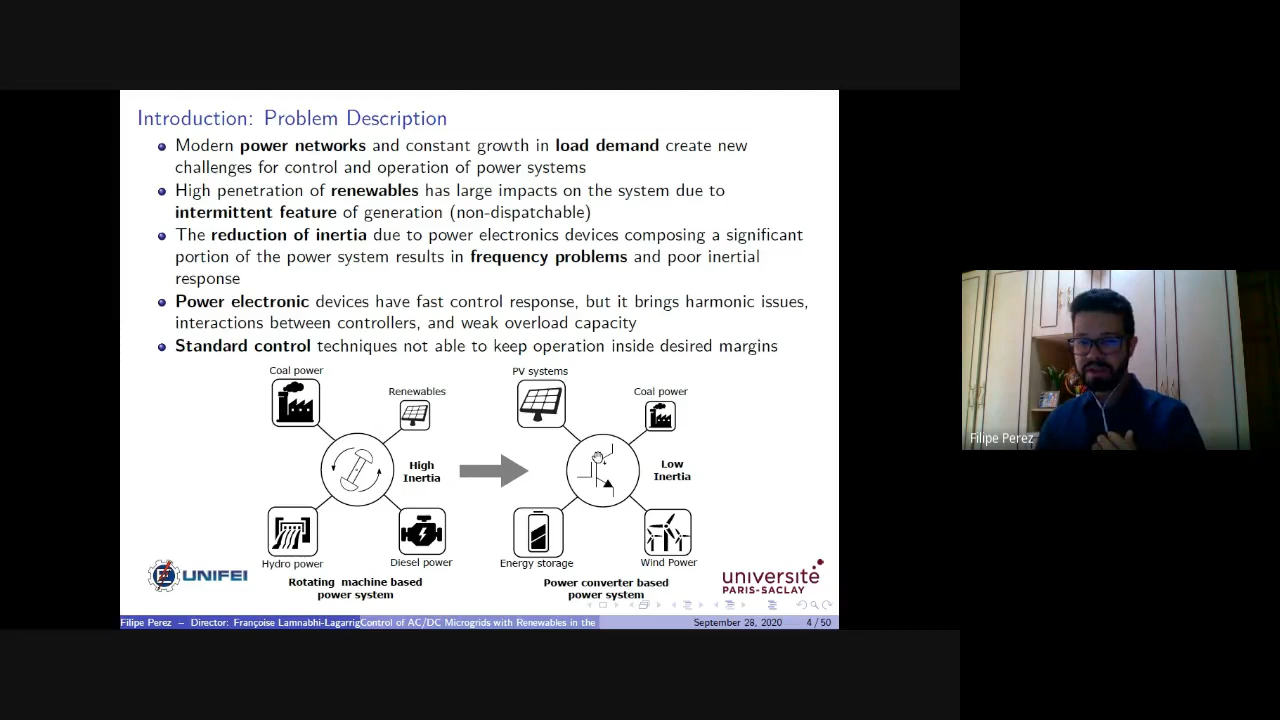 Introduction: Problem Description
Modern power networks and constant growth in load demand create new
challenges for control and operation of power systems
High penetration of renewables has large impacts on the system due to
intermittent feature of generation (non-dispatchable)
The reduction of inertia due to power electronics devices composing a significant
portion of the power system results in frequency problems and poor inertial
response
Power electronic devices have fast control response, but it brings harmonic issues,
interactions between controllers, and weak overload capacity
Standard control techniques not able to keep operation inside desired margins
Coal power
Renewables
High
Inertia
Hydro power
Diesel power
Rotating machine based
power system
PV systems
Coal power
Low
Inertia
Energy storage
Wind Power
Power converter based
power system
UNIFEI
université
PARIS-SACLAY
Filipe Perez – Director: Françoise Lamnabhi-Lagarrig
Control of AC/DC Microgrids with Renewables in the
September 28, 2020
4 / 50
Filipe Perez